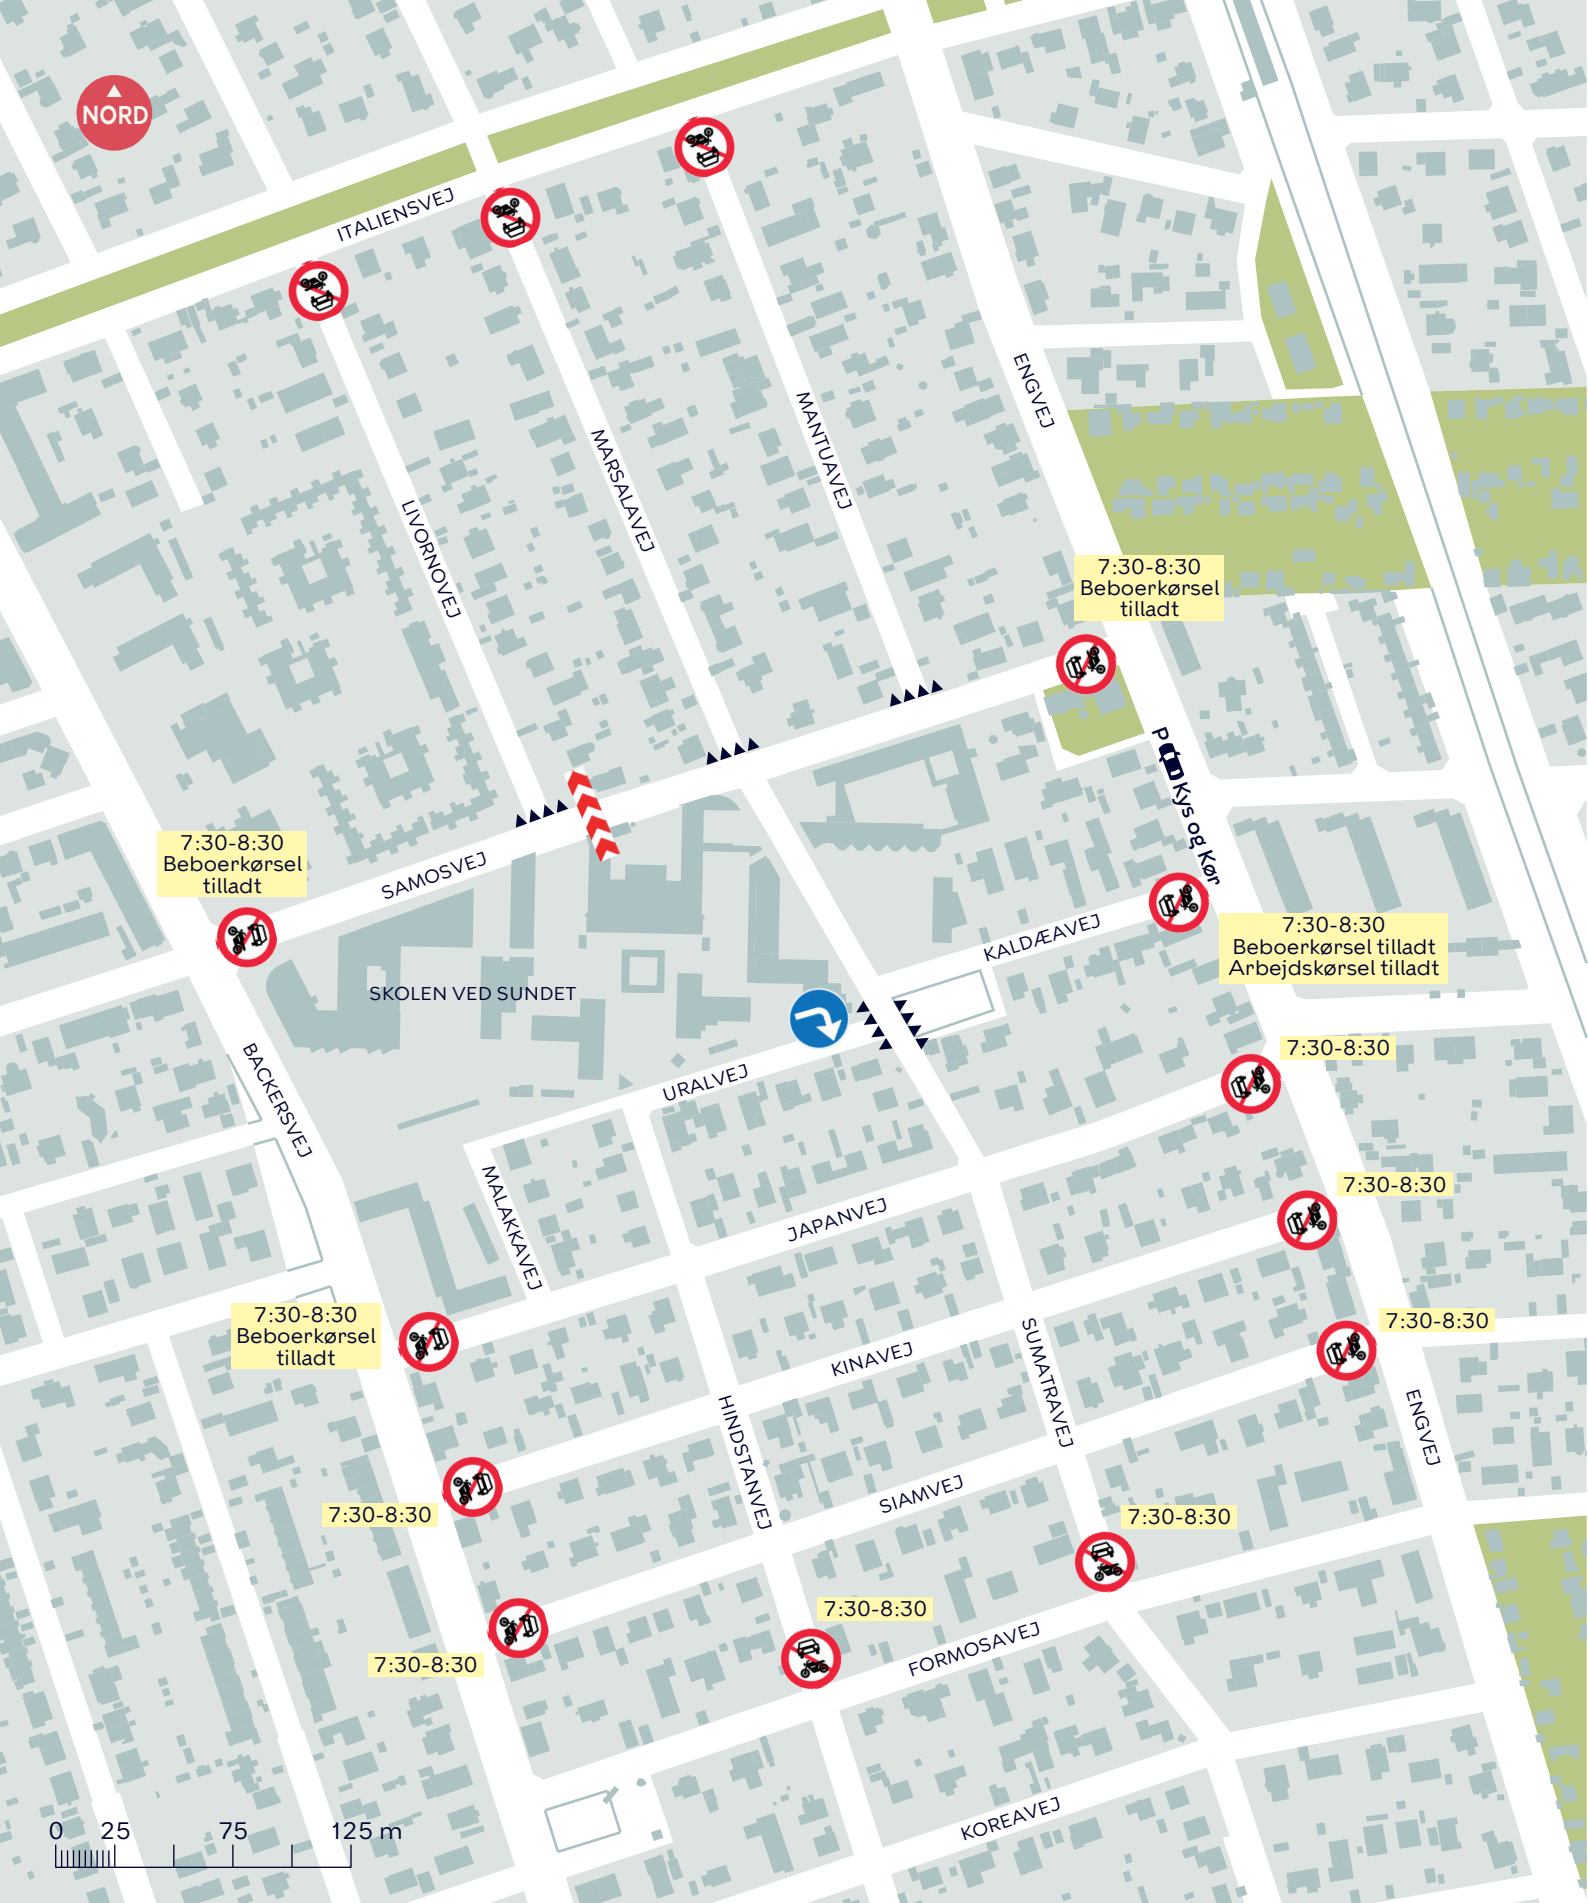 NORD
ITALIENSVEJ
ENGVEJ
MANTUAVEJ
MARSALAVEJ
LIVORNOVEJ
7:30-8:30
Beboerkørsel
tilladt
P Kys og Kør
7:30-8:30
Beboerkørsel
tilladt
SAMOSVEJ
KALDÆAVEJ
7:30-8:30
Beboerkørsel tilladt
Arbejdskørsel tilladt
SKOLEN VED SUNDET
BACKERSVEJ
URALVEJ
7:30-8:30
MALAKKAVEJ
JAPANVEJ
7:30-8:30
7:30-8:30
Beboerkørsel
tilladt
7:30-8:30
KINAVEJ
SUMATRAVEJ
HINDSTANVEJ
ENGVEJ
SIAMVEJ
7:30-8:30
7:30-8:30
7:30-8:30
FORMOSAVEJ
7:30-8:30
KOREAVEJ
0 25 75 125 m